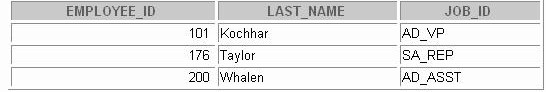 EMPLOYEE_ID LAST_NAME JOB_ID
101 Kochhar AD_VP
176 Taylor SA_REP
200 Whalen AD_ASST